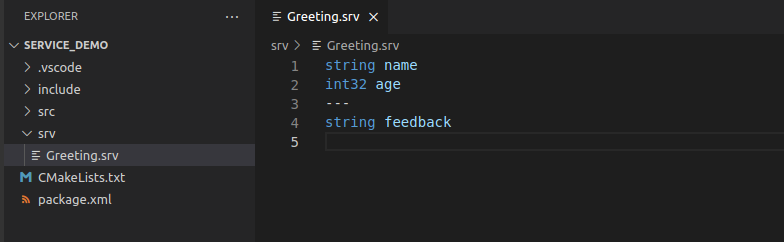 EXPLORER
...
SERVICE_DEMO
.vscode
include
src
srv
Greeting.srv
CMakeLists.txt
package.xml
Greeting.srv
srv > Greeting.srv
1 string name
2 int32 age
3 ---
4 string feedback
5